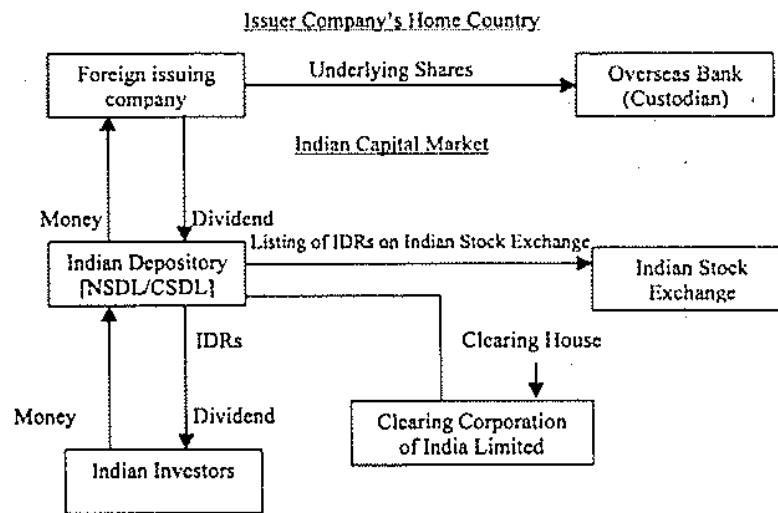 Issuer Company's Home Country
Foreign issuing
company
Underlying Shares
Overseas Bank
(Custodian)
Indian Capital Market
Money
Dividend
Listing of IDRs on Indian Stock Exchange
Indian Depository
[NSDL/CSDL]
Indian Stock
Exchange
IDRs
Clearing House
Money
Dividend
Clearing Corporation
of India Limited
Indian Investors